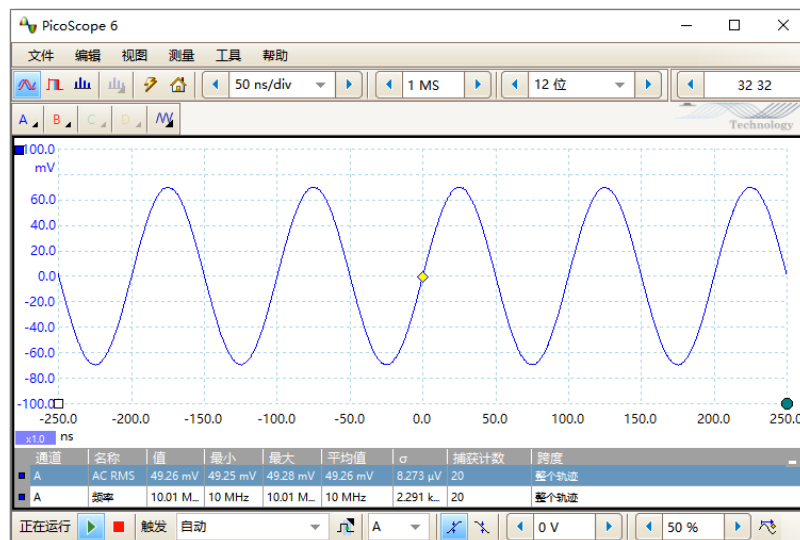 PicoScope 6
文件 编辑 视图 测量 工具 帮助
50 ns/div 1 MS 12 位 32 32
A B C D
Technology
100.0
mV
60.0
40.0
20.0
0.0
-20.0
-40.0
-60.0
-80.0
-100.0
-250.0 -200.0 -150.0 -100.0 -50.0 0.0 50.0 100.0 150.0 200.0 250.0
x1.0 ns
通道 名称 值 最小 最大 平均值 σ 捕获计数 跨度
A AC RMS 49.26 mV 49.25 mV 49.28 mV 49.26 mV 8.273 μV 20 整个轨迹
A 频率 10.01 M... 10 MHz 10.01 M... 10 MHz 2.291 k... 20 整个轨迹
正在运行 触发 自动 A 0 V 50 %